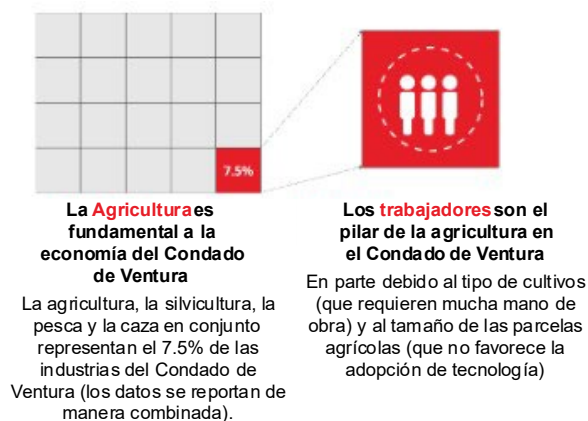 7.5%
La Agricultura es
fundamental a la
economía del Condado
de Ventura
La agricultura, la silvicultura, la
pesca y la caza en conjunto
representan el 7.5% de las
industrias del Condado de
Ventura (los datos se reportan de
manera combinada).
Los trabajadores son el
pilar de la agricultura en
el Condado de Ventura
En parte debido al tipo de cultivos
(que requieren mucha mano de
obra) y al tamaño de las parcelas
agrícolas (que no favorece la
adopción de tecnología)